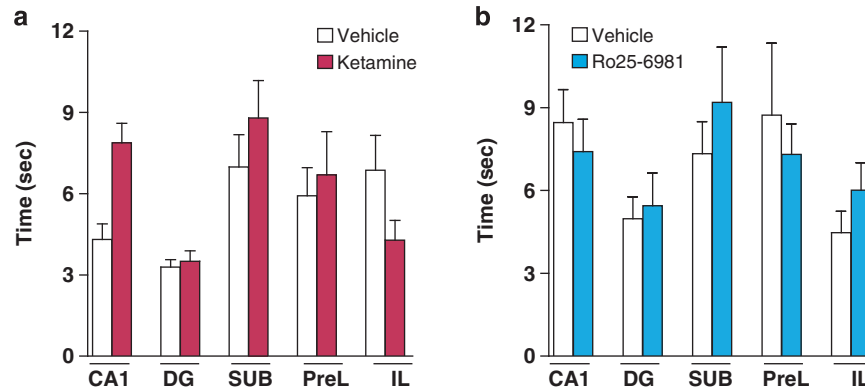 a
12
9
6
3
0
Time (sec)
Vehicle
Ketamine
CA1 DG SUB PreL IL
b
12
9
6
3
0
Time (sec)
Vehicle
Ro25-6981
CA1 DG SUB PreL IL